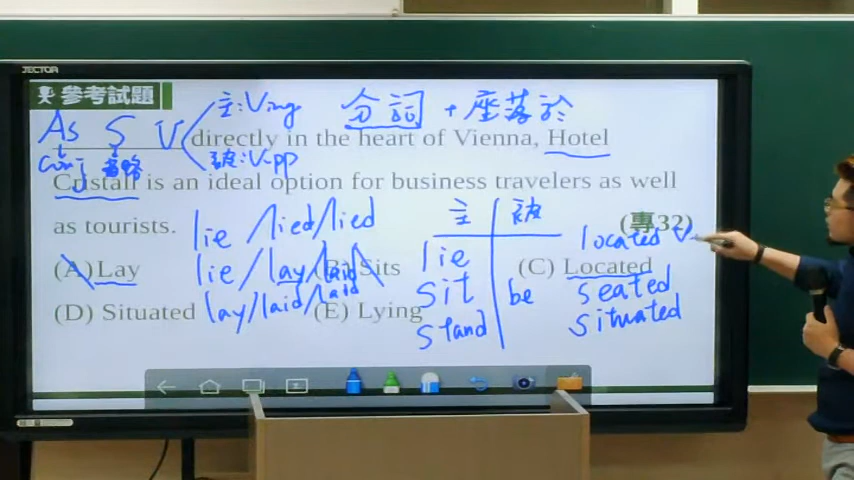 VECTOR
參考試題
主:Ving 分詞 + 座落於
As S V directly in the heart of Vienna, Hotel
conj 省略 被:Vpp
Cristall is an ideal option for business travelers as well
as tourists. (專32)
lie/lied/lied 主 被 located
(A) Lay lie/lay/laid (B) Sits lie (C) Located
lay/laid/laid sit be seated
(D) Situated (E) Lying stand situated